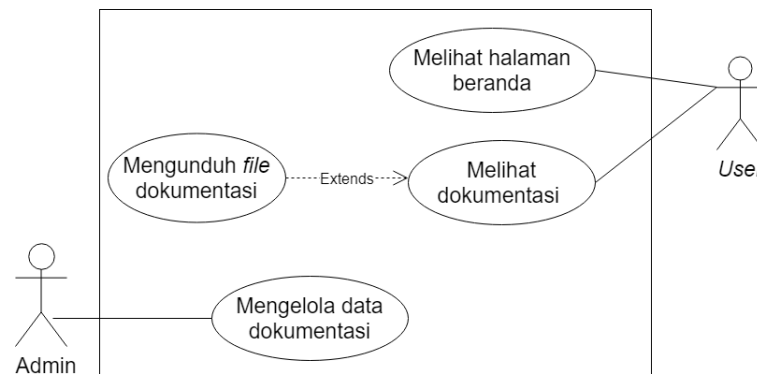 Melihat halaman
beranda
Mengunduh file
dokumentasi
Extends
Melihat
dokumentasi
Mengelola data
dokumentasi
Admin